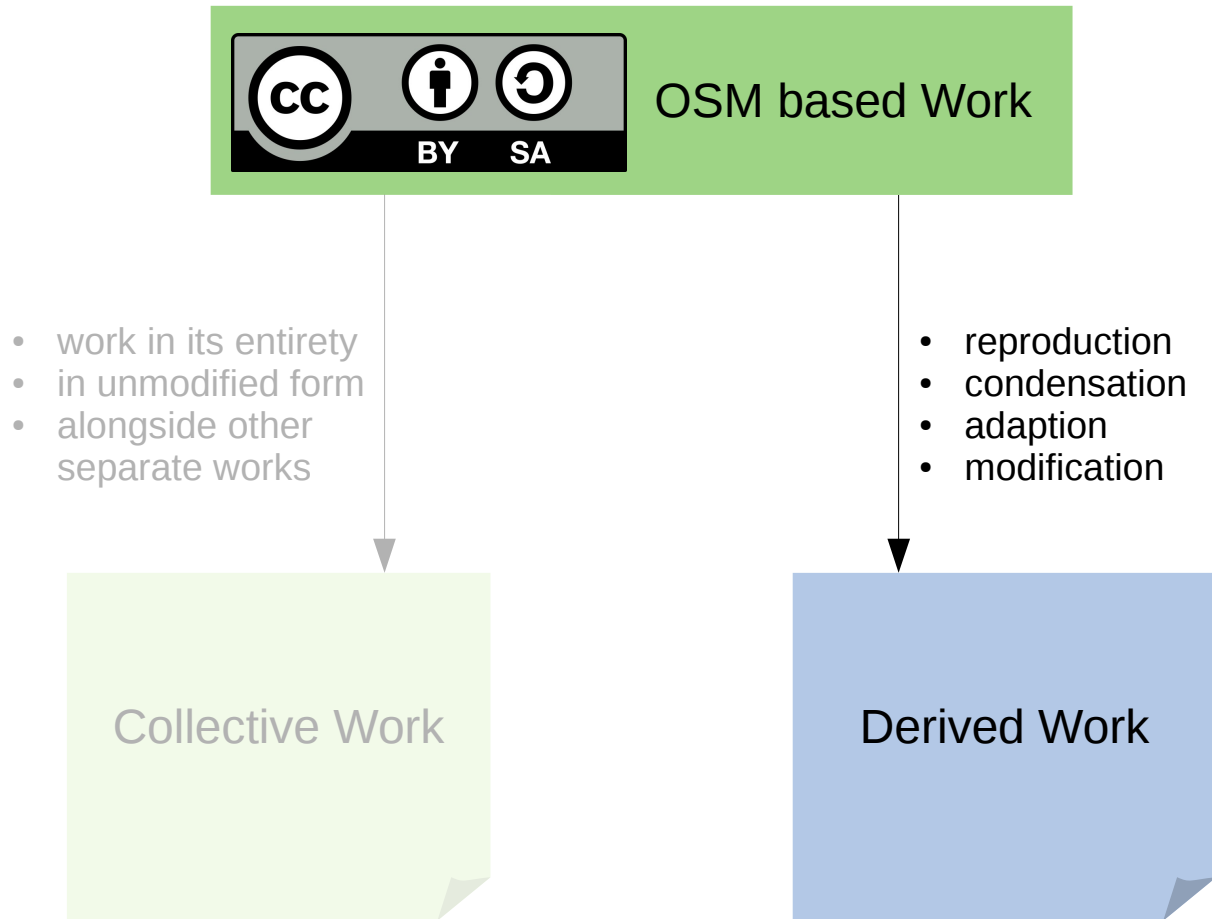 CC
BY SA
OSM based Work
• work in its entirety
• in unmodified form
• alongside other
separate works
• reproduction
• condensation
• adaption
• modification
Collective Work
Derived Work